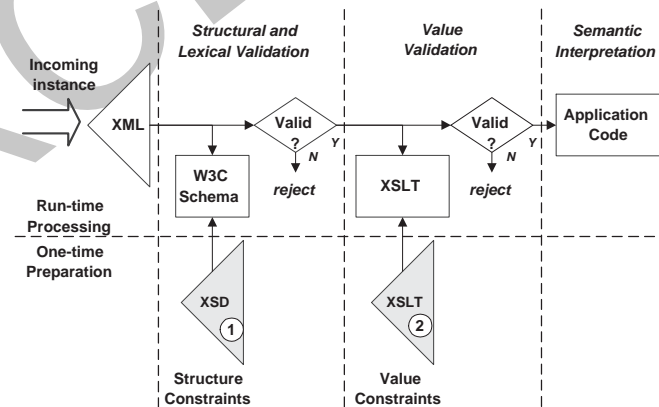 Structural and
Lexical Validation
Value
Validation
Semantic
Interpretation
Incoming
instance
XML
Valid
?
N
Y
reject
W3C
Schema
Valid
?
N
Y
reject
XSLT
Application
Code
Run-time
Processing
One-time
Preparation
XSD
1
XSLT
2
Structure
Constraints
Value
Constraints